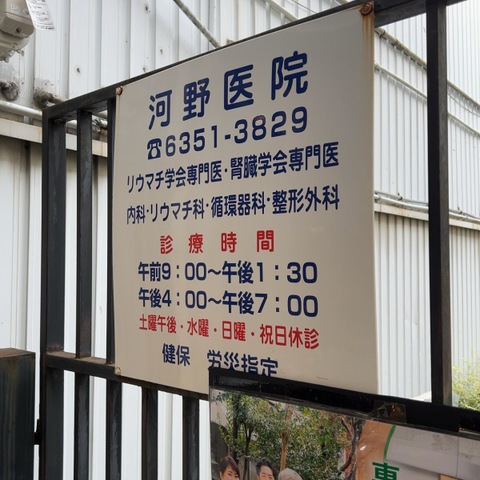 河野医院
☎6351-3829
リウマチ学会専門医・腎臓学会専門医
内科・リウマチ科・循環器科・整形外科
診療時間
午前9:00～午後1:30
午後4:00～午後7:00
土曜午後・水曜・日曜・祝日休診
健保 労災指定